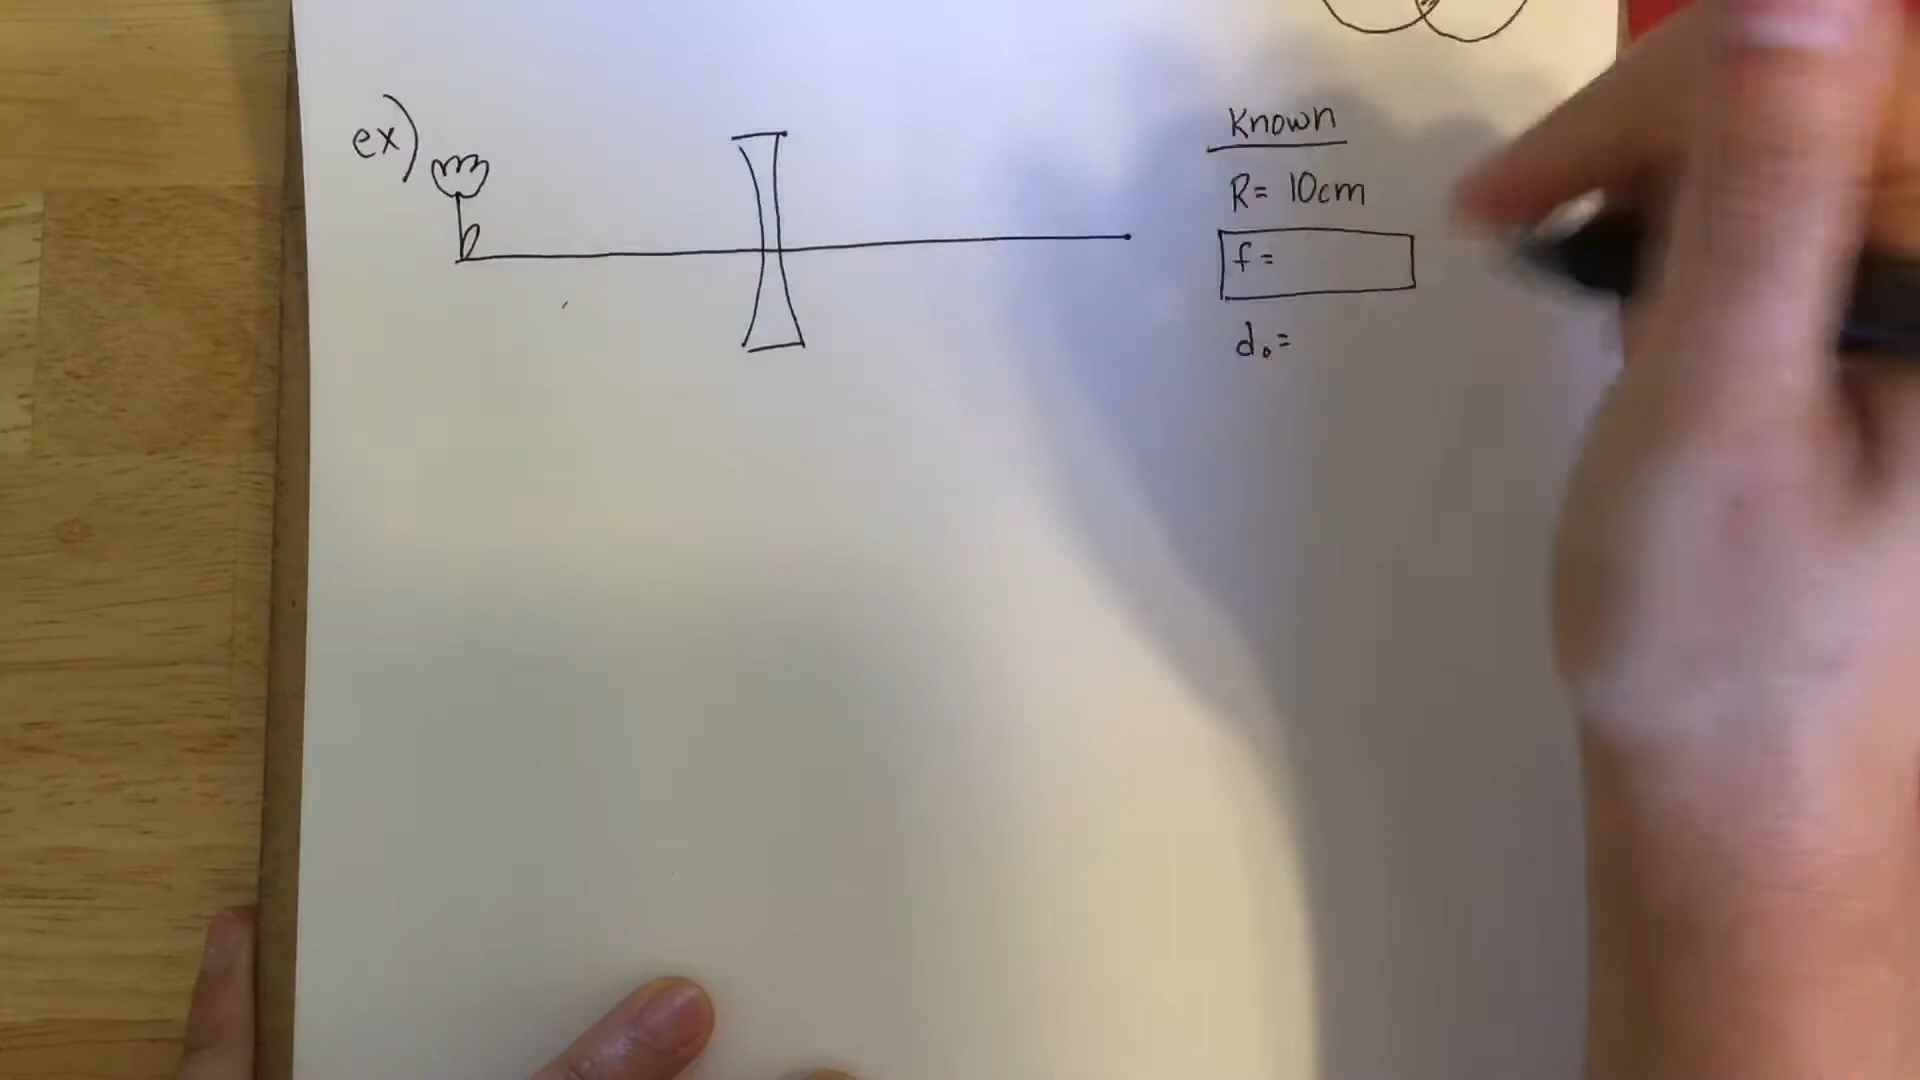 ex)
Known
R= 10cm
f=
d₀=